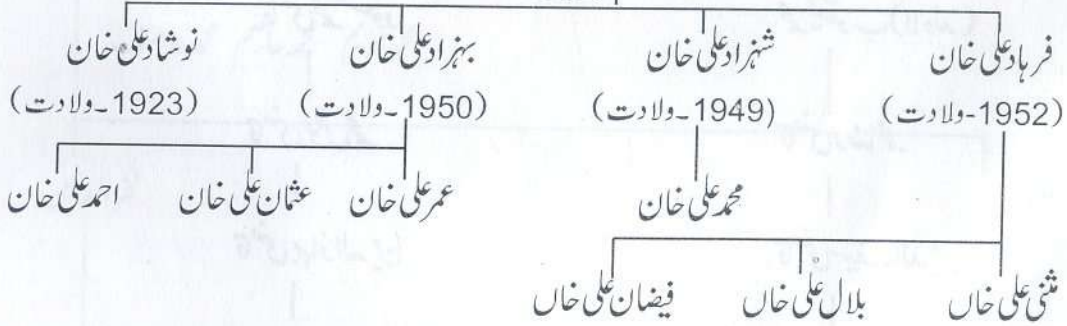 فرہاد علی خان شہزاد علی خان بہزاد علی خان نوشاد علی خان
(1952-ولادت) (1949-ولادت) (1950-ولادت) (1923-ولادت)
محمد علی خان عمر علی خان عثمان علی خان احمد علی خان
مثنی علی خاں بلال علی خاں فیضان علی خاں